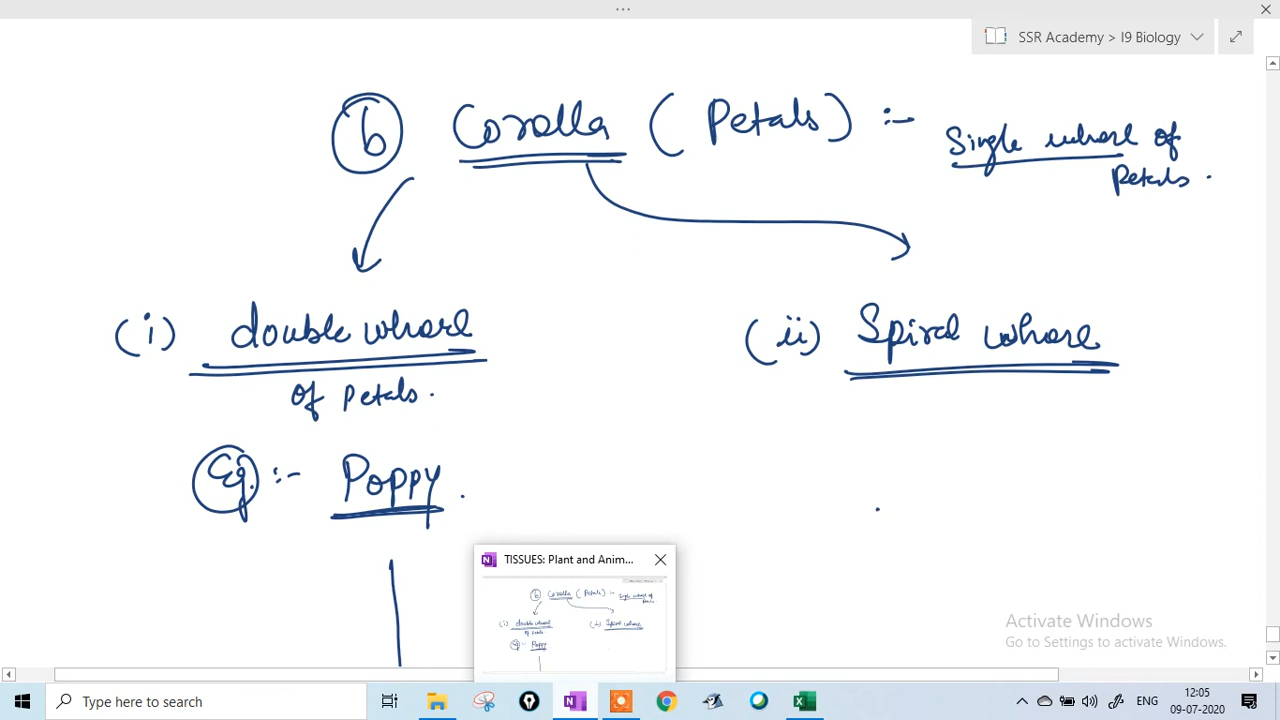 SSR Academy > I9 Biology
b Corolla (Petals) :-
Single whorl of
Petals.
(i) double whorl
of Petals.
(ii) Spiral whorl
Eg. :- Poppy.
TISSUES: Plant and Anim...
Activate Windows
Go to Settings to activate Windows.
Type here to search
ENG
12:05
09-07-2020